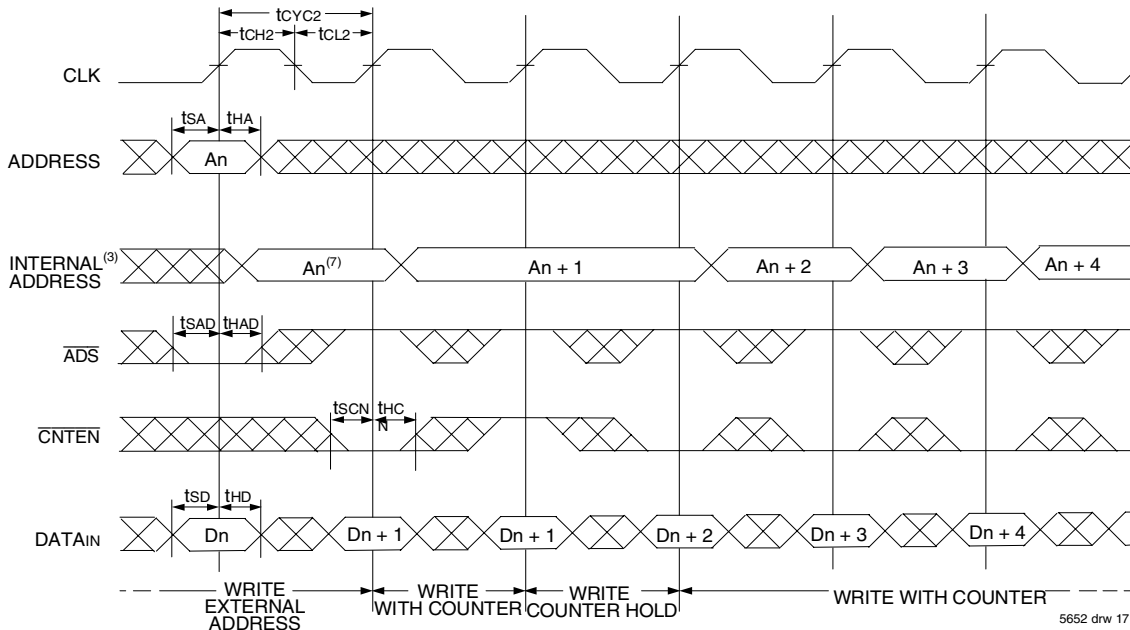 tCYC2
tCH2 tCL2
CLK
tSA tHA
ADDRESS An
INTERNAL(3)
ADDRESS An(7) An + 1 An + 2 An + 3 An + 4
tSAD tHAD
ADS
tSCN tHC
N
CNTEN
tSD tHD
DATAIN Dn Dn + 1 Dn + 1 Dn + 2 Dn + 3 Dn + 4
WRITE
EXTERNAL
ADDRESS
WRITE
WITH COUNTER
WRITE
COUNTER HOLD
WRITE WITH COUNTER
5652 drw 17